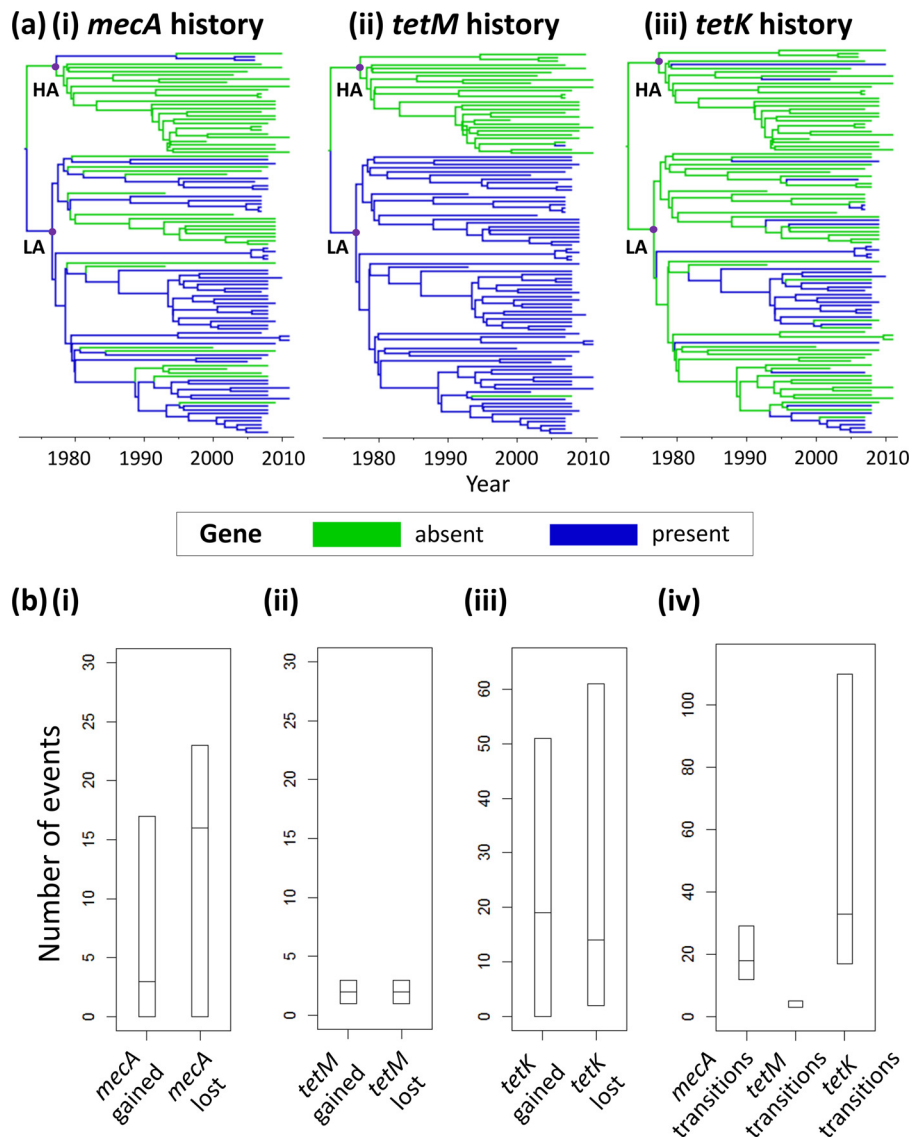 (a) (i) mecA history
(ii) tetM history
(iii) tetK history
HA
LA
HA
LA
HA
LA
1980 1990 2000 2010
1980 1990 2000 2010
1980 1990 2000 2010
Year
Gene absent present
(b) (i)
(ii)
(iii)
(iv)
Number of events
30
25
20
15
10
5
0
mecA gained
mecA lost
30
25
20
15
10
5
0
tetM gained
tetM lost
60
50
40
30
20
10
0
tetK gained
tetK lost
100
80
60
40
20
0
mecA transitions
tetM transitions
tetK transitions